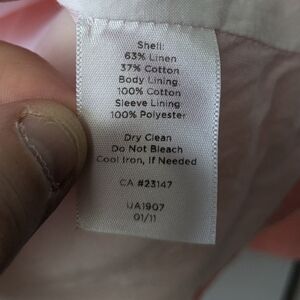 Shell:
63% Linen
37% Cotton
Body Lining:
100% Cotton
Sleeve Lining:
100% Polyester
Dry Clean
Do Not Bleach
Cool Iron, If Needed
CA #23147
UA1907
01/11